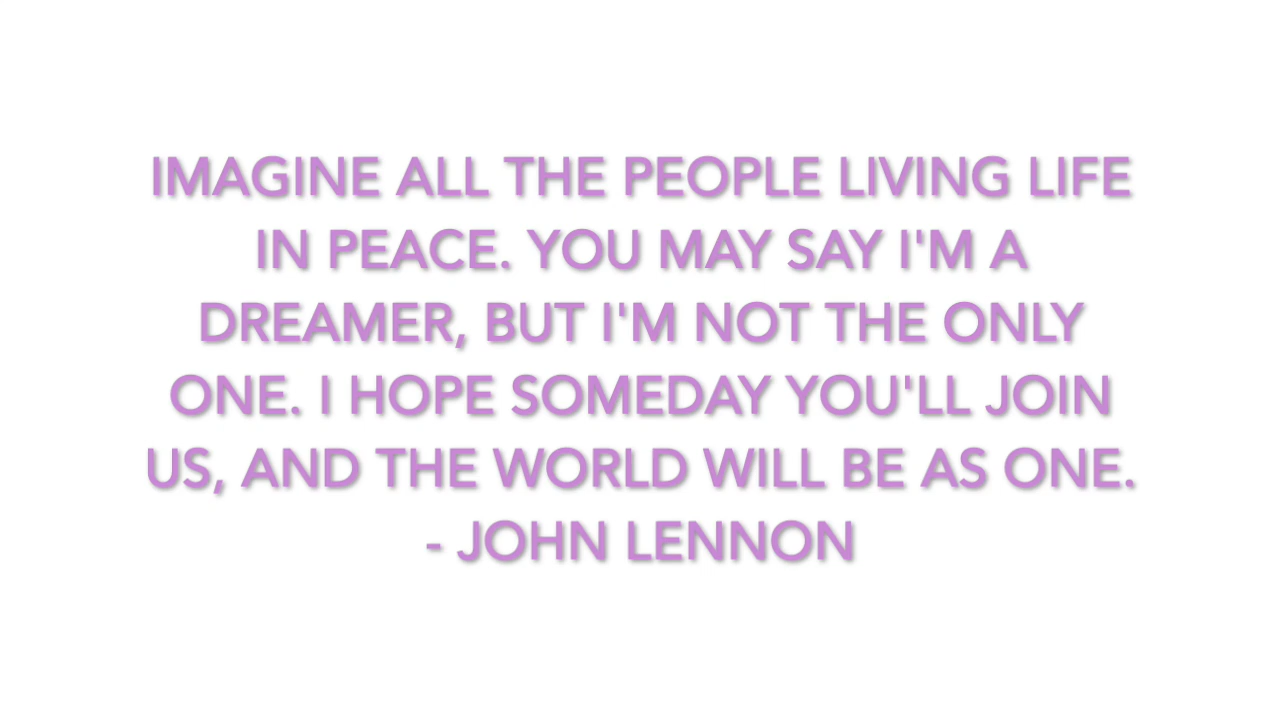 IMAGINE ALL THE PEOPLE LIVING LIFE
IN PEACE. YOU MAY SAY I'M A
DREAMER, BUT I'M NOT THE ONLY
ONE. I HOPE SOMEDAY YOU'LL JOIN
US, AND THE WORLD WILL BE AS ONE.
- JOHN LENNON